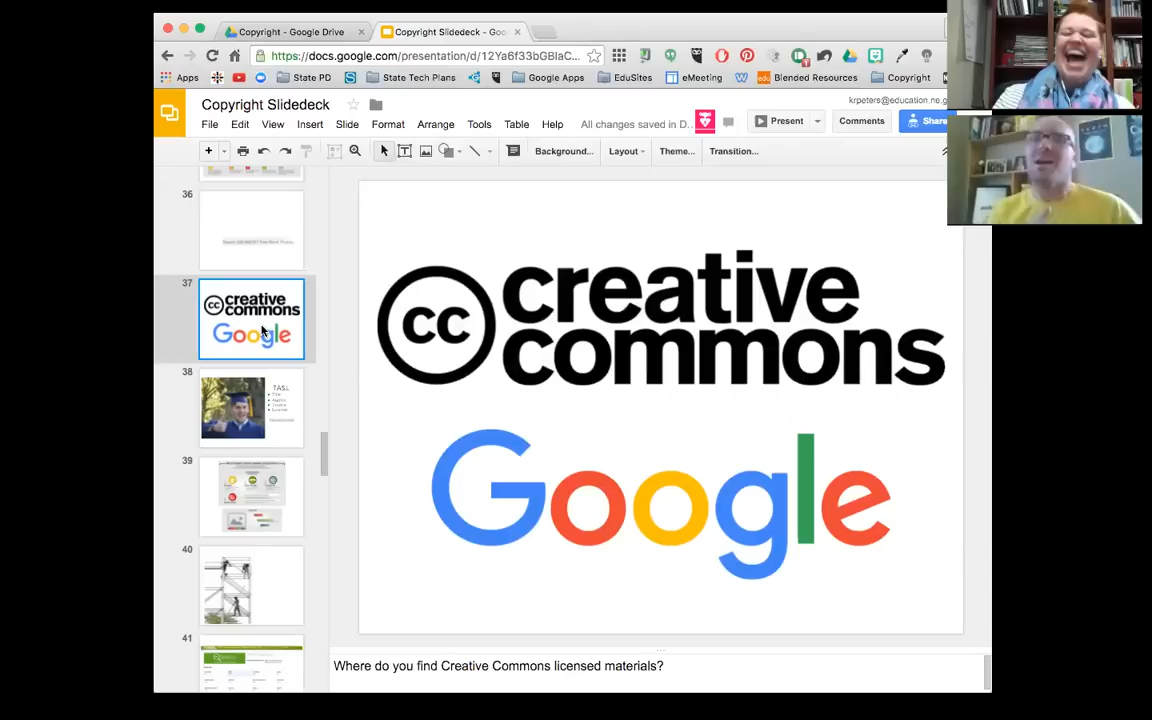 Copyright - Google Drive
Copyright Slidedeck - Goo
https://docs.google.com/presentation/d/12Ya6f33bGBIaC...
Apps
State PD
State Tech Plans
Google Apps
EduSites
eMeeting
Blended Resources
Copyright
Copyright Slidedeck
krpeters@education.ne.g
File Edit View Insert Slide Format Arrange Tools Table Help
All changes saved in D...
Present
Comments
Share
Background...
Layout
Theme...
Transition...
36
37
cc creative
commons
Google
38
TASL
39
40
41
cc creative
commons
Google
Where do you find Creative Commons licensed materials?